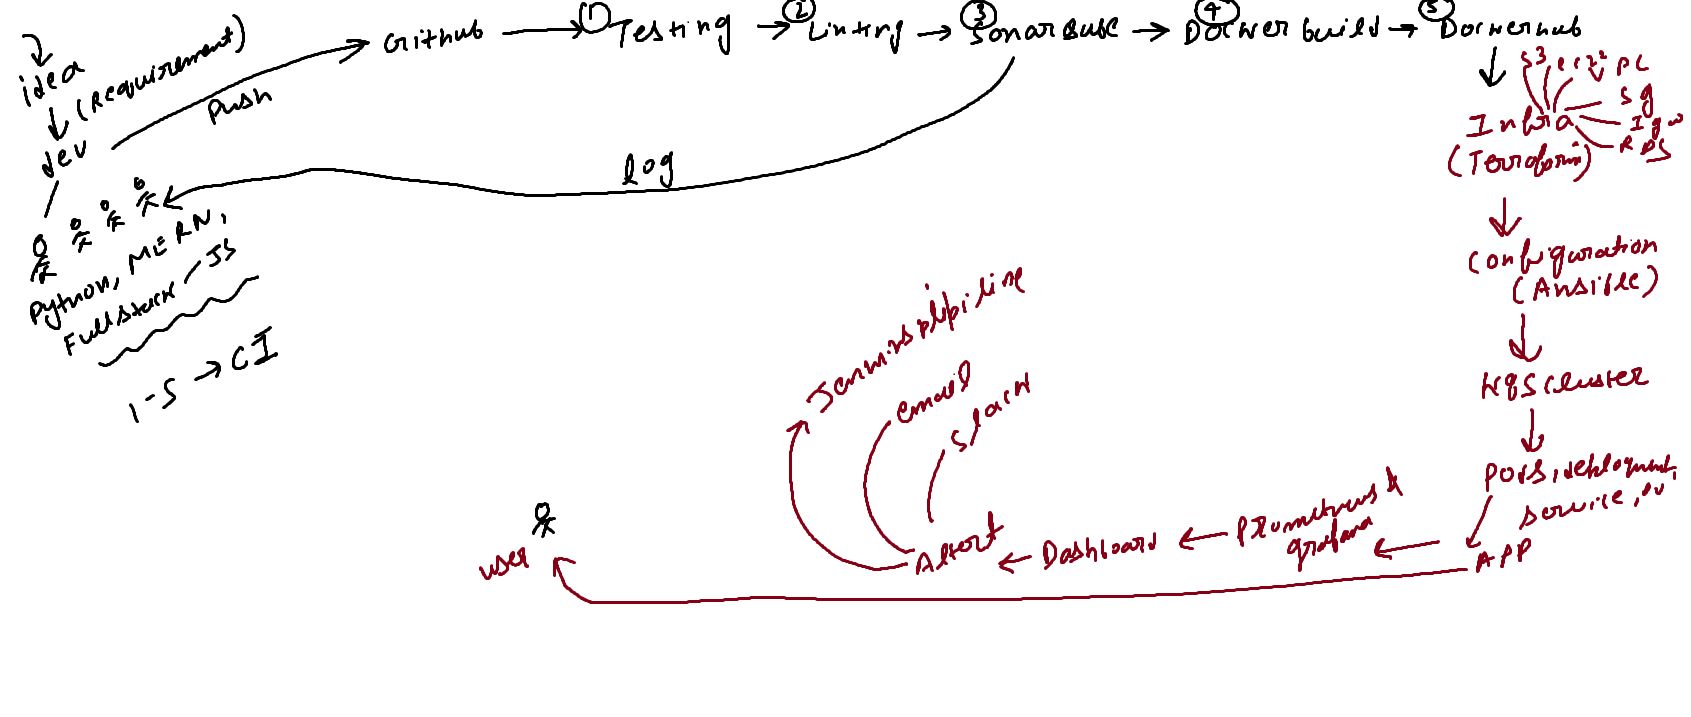 idea
(Requirement)
dev
push
Github
① Testing
② Linting
③ Sonarqube
④ Docker build
⑤ Dockerhub
log
Python, MERN,
Fullstack / JS
1-5 → CI
S3, ec2, VPC
Sg
Igw
RDS
Infra
(Terraform)
Configuration
(Ansible)
K8S cluster
pods, deployment,
service,
APP
Prometheus &
grafana
Dashboard
Alert
Slack
email
Jenkins pipiline
user